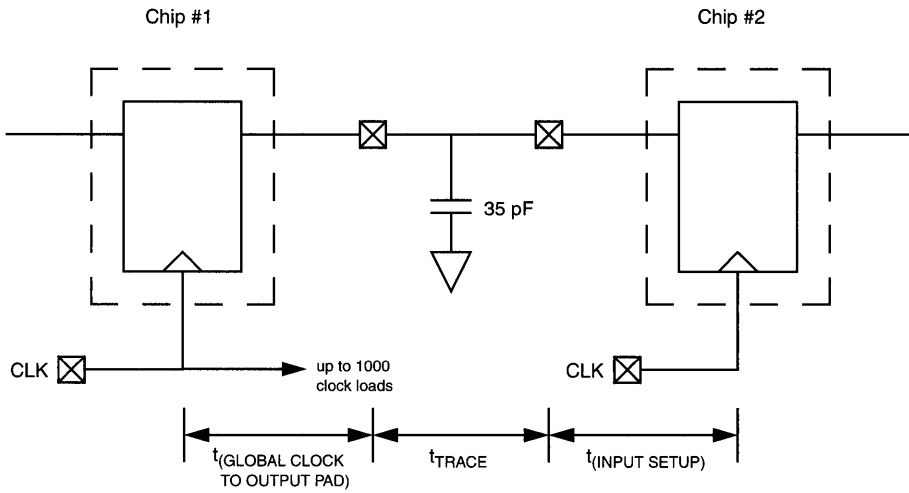 Chip #1
Chip #2
35 pF
CLK
up to 1000
clock loads
CLK
t(GLOBAL CLOCK
TO OUTPUT PAD)
tTRACE
t(INPUT SETUP)